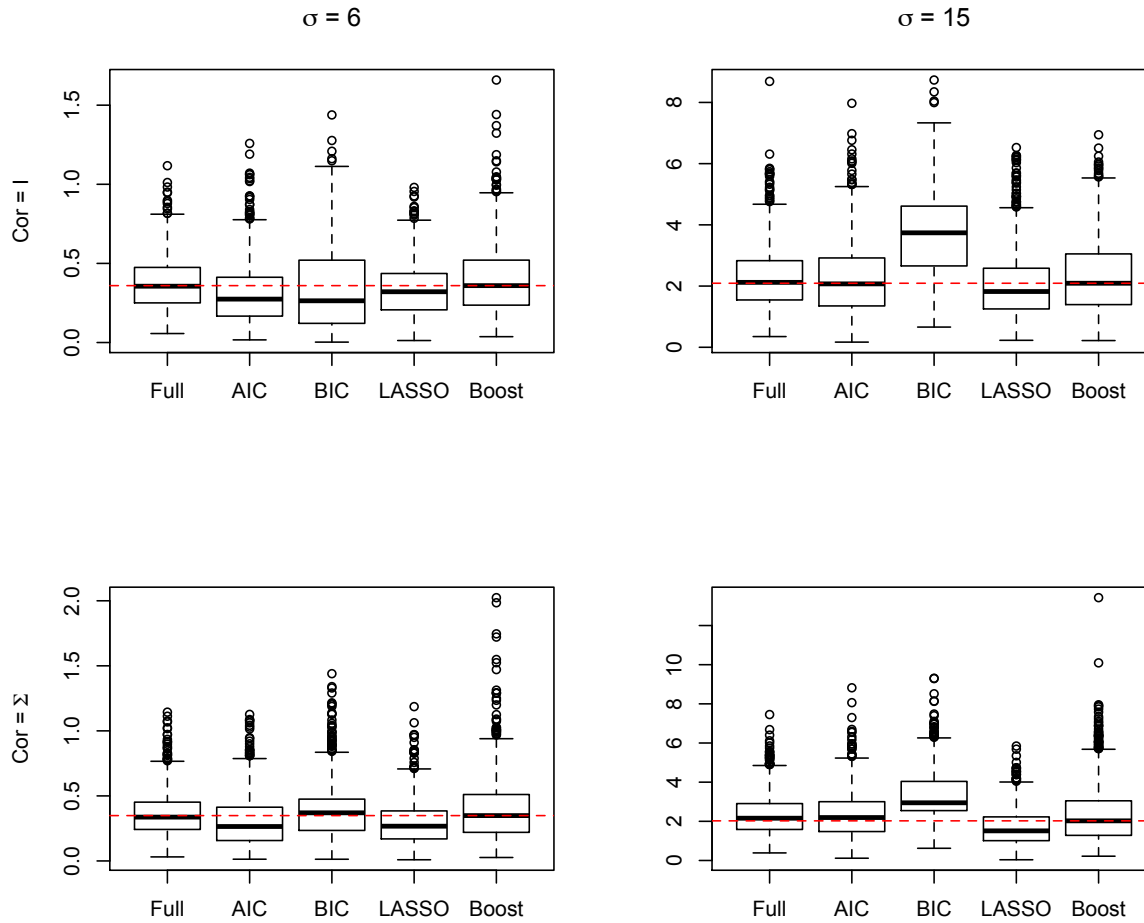 σ = 6
σ = 15
Cor = I
0.0 0.5 1.0 1.5
Full AIC BIC LASSO Boost
0 2 4 6 8
Full AIC BIC LASSO Boost
Cor = Σ
0.0 0.5 1.0 1.5 2.0
Full AIC BIC LASSO Boost
0 2 4 6 8 10
Full AIC BIC LASSO Boost